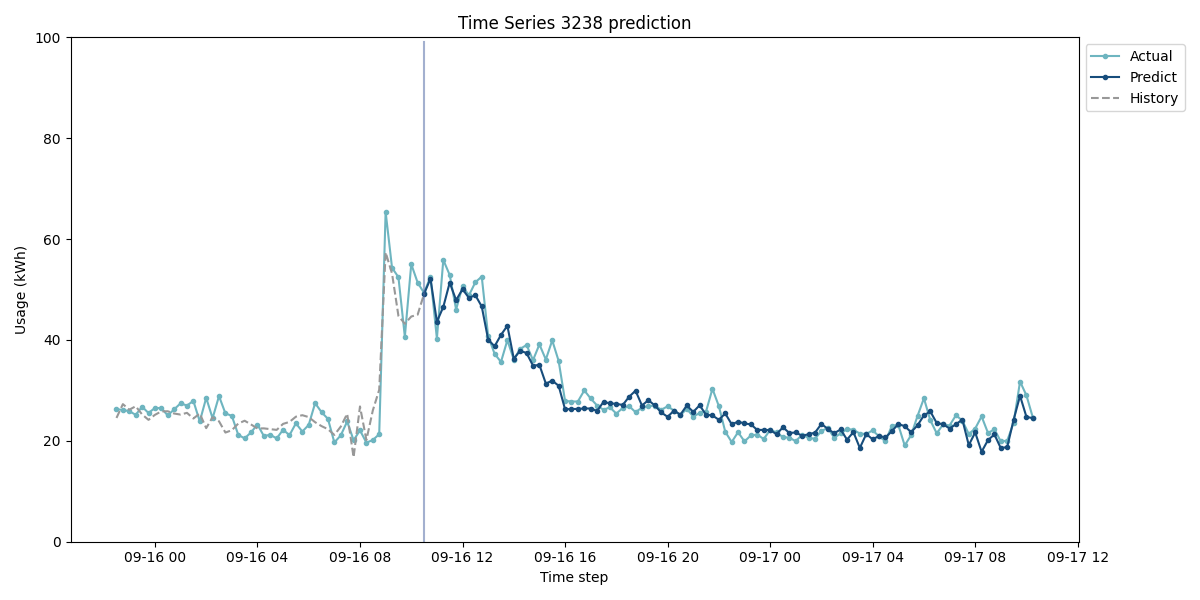 Time Series 3238 prediction
Usage (kWh)
100
80
60
40
20
0
09-16 00
09-16 04
09-16 08
09-16 12
09-16 16
09-16 20
09-17 00
09-17 04
09-17 08
09-17 12
Time step
Actual
Predict
History